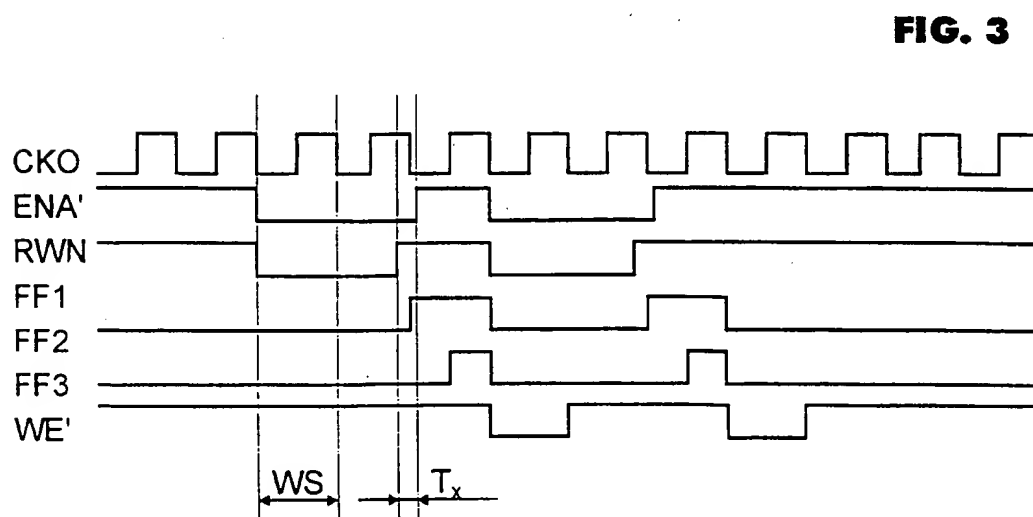 FIG. 3
CKO
ENA'
RWN
FF1
FF2
FF3
WE'
WS
Tx